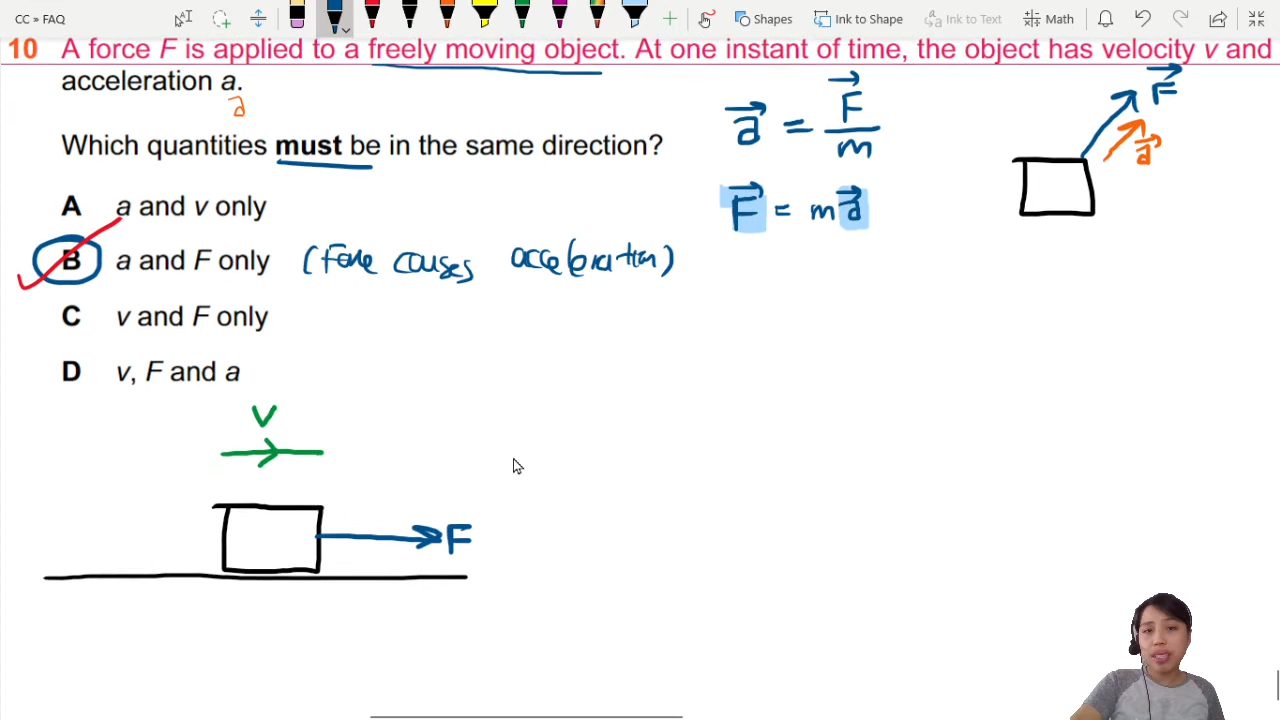 CC » FAQ
Shapes
Ink to Shape
Ink to Text
Math
10 A force F is applied to a freely moving object. At one instant of time, the object has velocity v and
acceleration a.
a
Which quantities must be in the same direction?
A a and v only
B a and F only (Force causes acceleration)
C v and F only
D v, F and a
a = F/m
F = ma
F
a
V
F